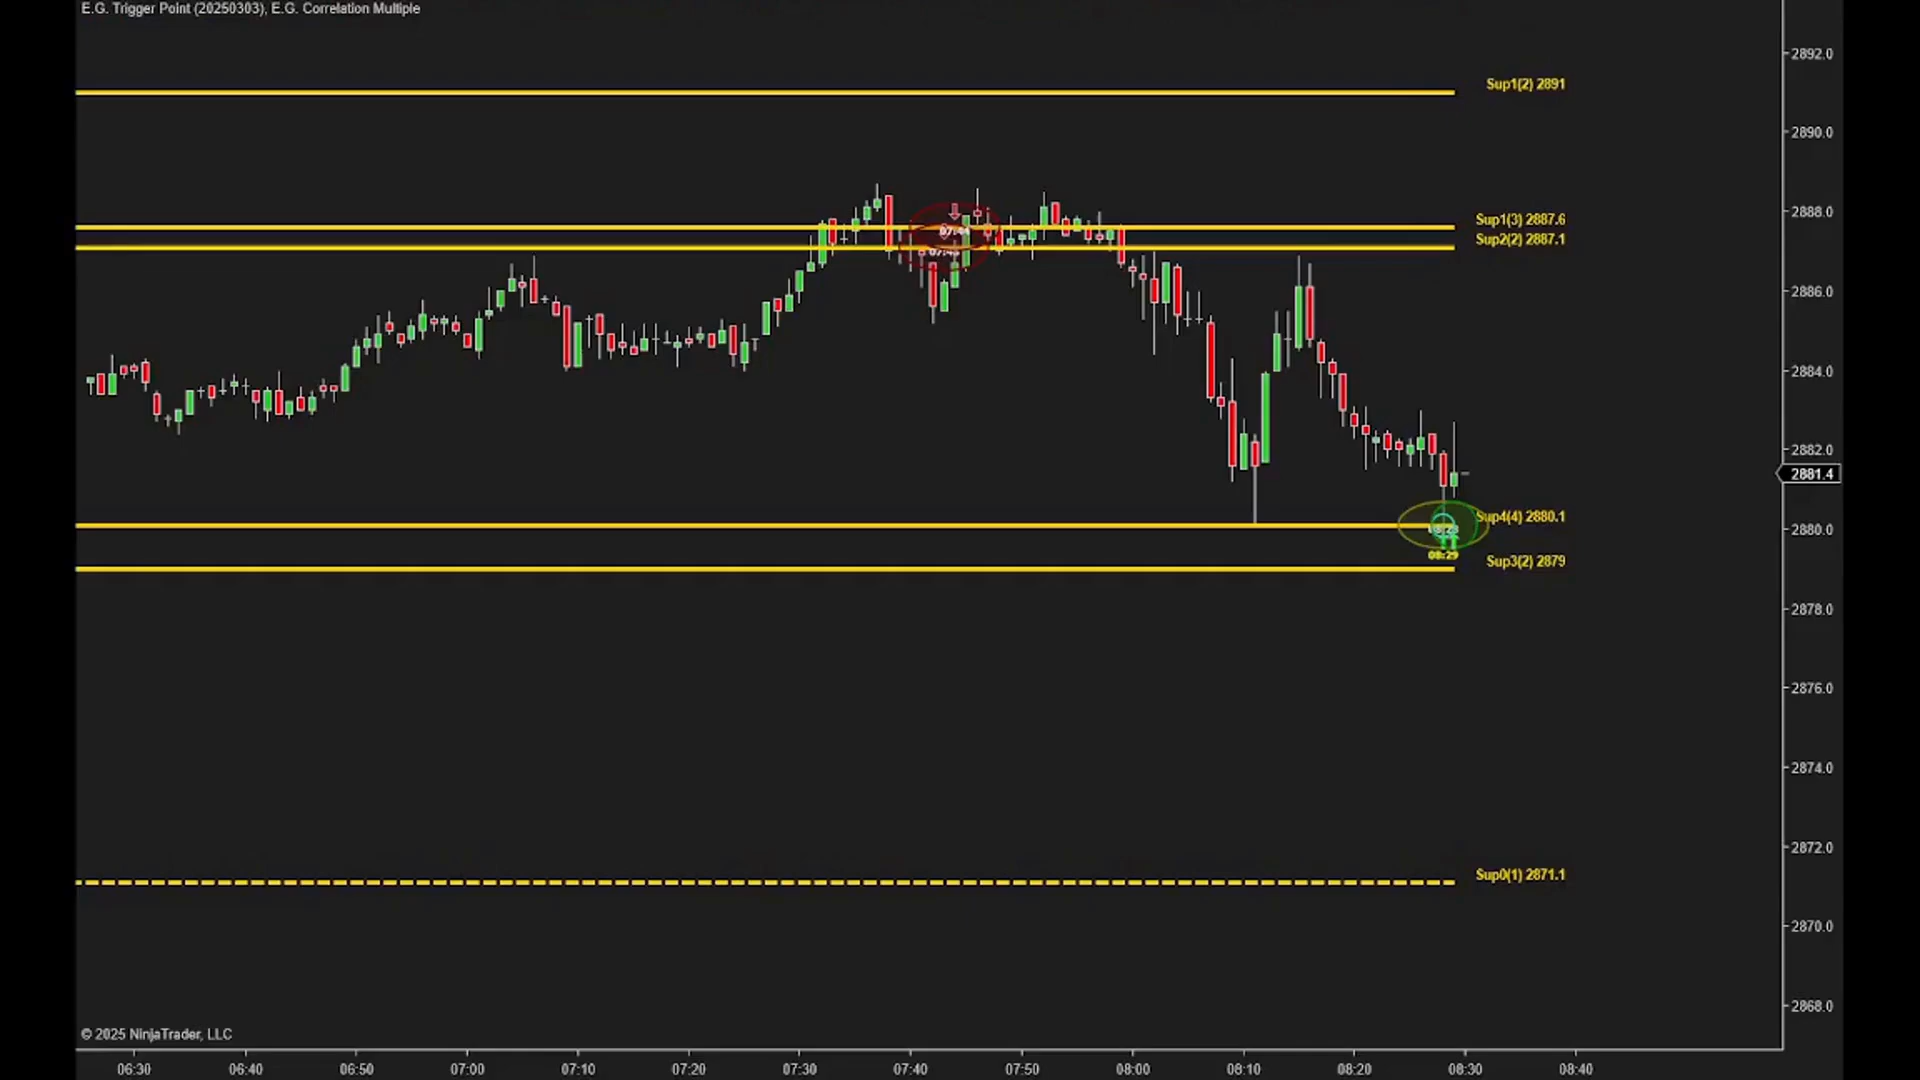 E.G. Trigger Point (20250303), E.G. Correlation Multiple
2892.0
Sup1(2) 2891
2890.0
2888.0
Sup1(3) 2887.6
07:44
Sup2(2) 2887.1
2886.0
2884.0
2882.0
2881.4
Sup4(4) 2880.1
2880.0
08:29
Sup3(2) 2879
2878.0
2876.0
2874.0
2872.0
Sup0(1) 2871.1
2870.0
2868.0
© 2025 NinjaTrader, LLC
06:30 06:40 06:50 07:00 07:10 07:20 07:30 07:40 07:50 08:00 08:10 08:20 08:30 08:40